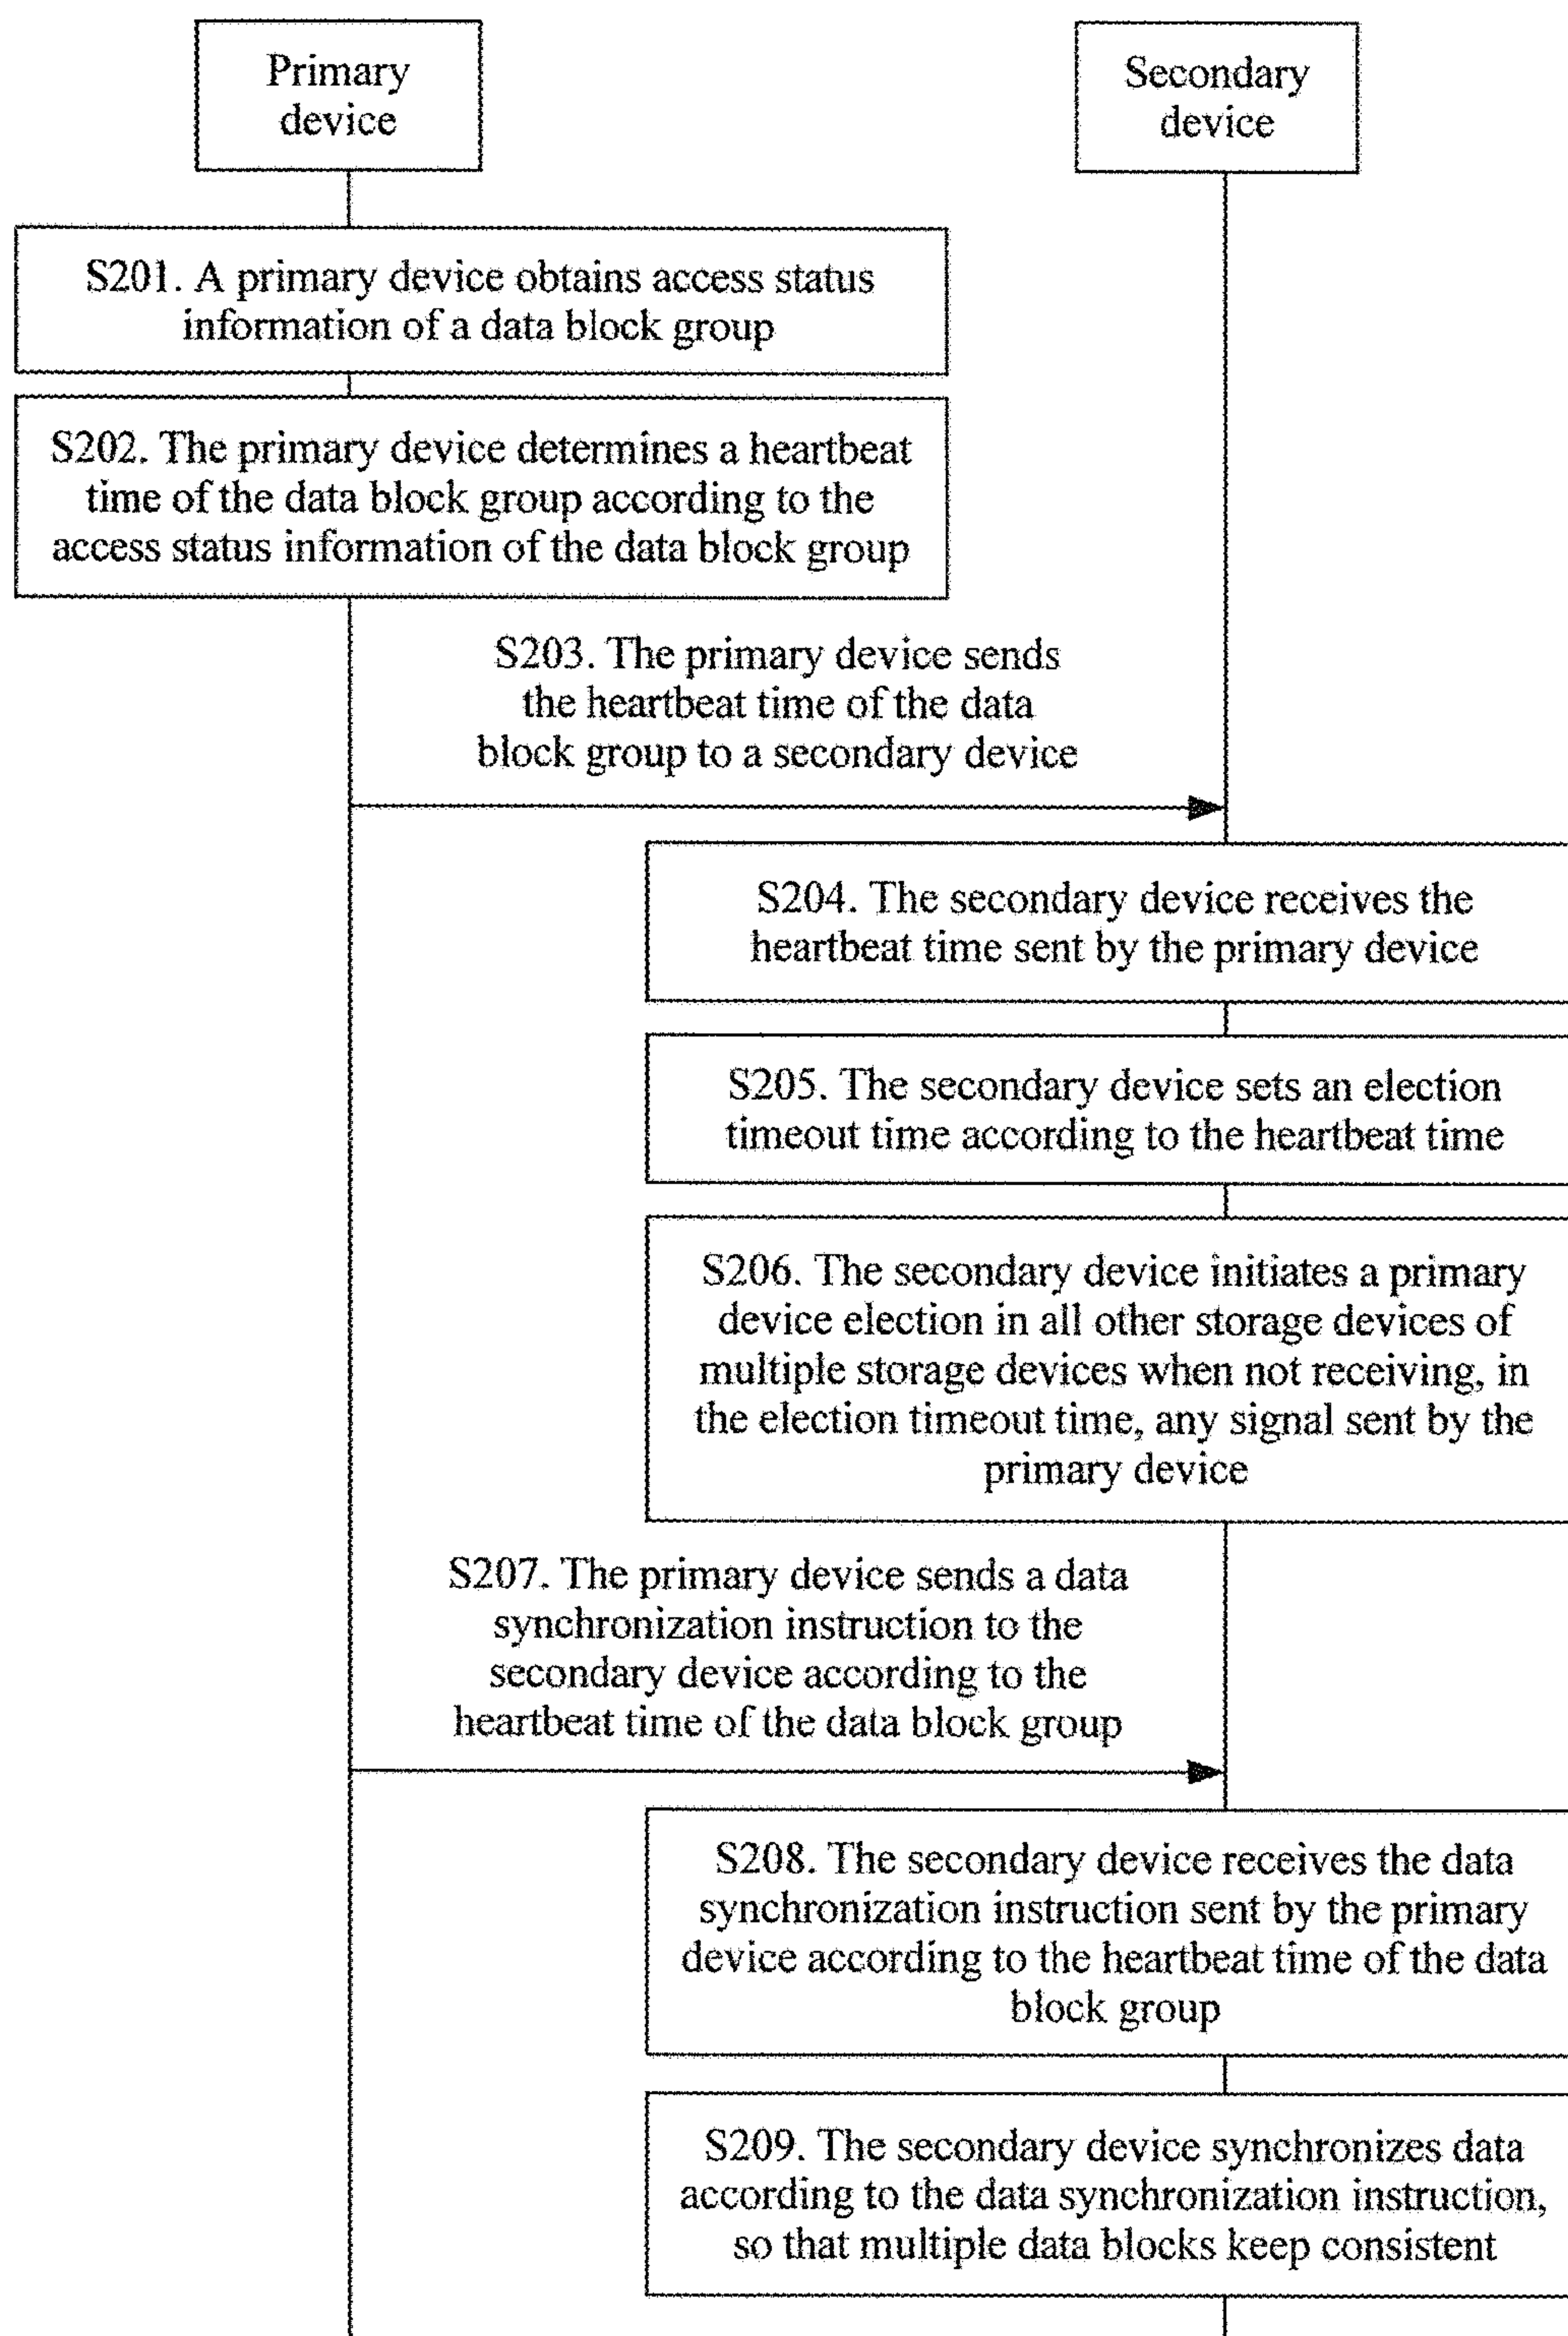 Primary
device
Secondary
device
S201. A primary device obtains access status
information of a data block group
S202. The primary device determines a heartbeat
time of the data block group according to the
access status information of the data block group
S203. The primary device sends
the heartbeat time of the data
block group to a secondary device
S204. The secondary device receives the
heartbeat time sent by the primary device
S205. The secondary device sets an election
timeout time according to the heartbeat time
S206. The secondary device initiates a primary
device election in all other storage devices of
multiple storage devices when not receiving, in
the election timeout time, any signal sent by the
primary device
S207. The primary device sends a data
synchronization instruction to the
secondary device according to the
heartbeat time of the data block group
S208. The secondary device receives the data
synchronization instruction sent by the primary
device according to the heartbeat time of the data
block group
S209. The secondary device synchronizes data
according to the data synchronization instruction,
so that multiple data blocks keep consistent